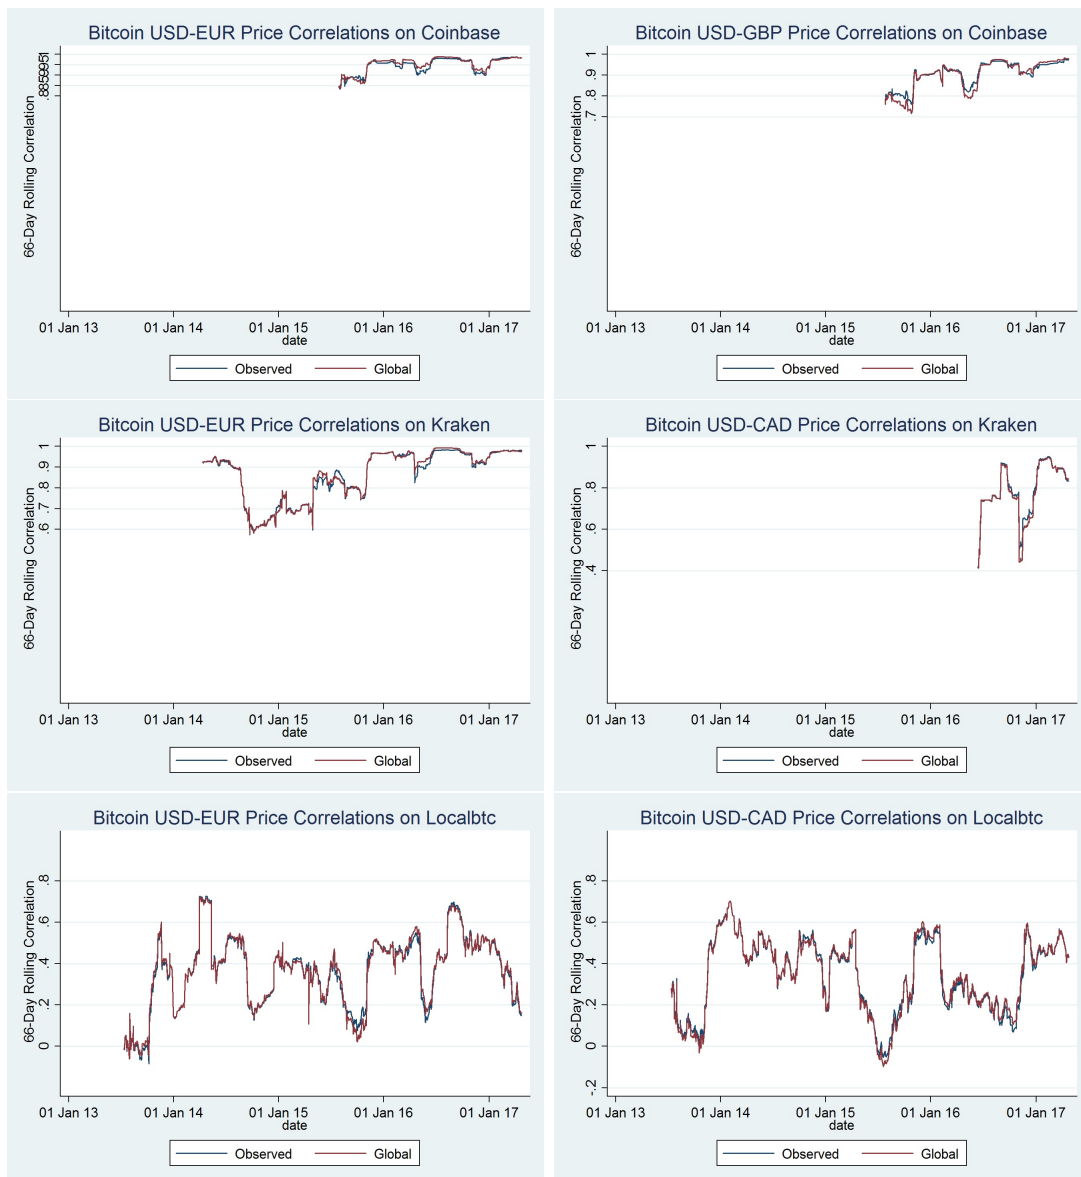 Bitcoin USD-EUR Price Correlations on Coinbase
66-Day Rolling Correlation
1
.9
.8
01 Jan 13 01 Jan 14 01 Jan 15 01 Jan 16 01 Jan 17
date
Observed Global
Bitcoin USD-GBP Price Correlations on Coinbase
66-Day Rolling Correlation
1
.9
.8
.7
01 Jan 13 01 Jan 14 01 Jan 15 01 Jan 16 01 Jan 17
date
Observed Global
Bitcoin USD-EUR Price Correlations on Kraken
66-Day Rolling Correlation
1
.9
.8
.7
.6
01 Jan 13 01 Jan 14 01 Jan 15 01 Jan 16 01 Jan 17
date
Observed Global
Bitcoin USD-CAD Price Correlations on Kraken
66-Day Rolling Correlation
1
.8
.6
.4
01 Jan 13 01 Jan 14 01 Jan 15 01 Jan 16 01 Jan 17
date
Observed Global
Bitcoin USD-EUR Price Correlations on Localbtc
66-Day Rolling Correlation
.8
.6
.4
.2
0
01 Jan 13 01 Jan 14 01 Jan 15 01 Jan 16 01 Jan 17
date
Observed Global
Bitcoin USD-CAD Price Correlations on Localbtc
66-Day Rolling Correlation
.8
.6
.4
.2
0
-.2
01 Jan 13 01 Jan 14 01 Jan 15 01 Jan 16 01 Jan 17
date
Observed Global